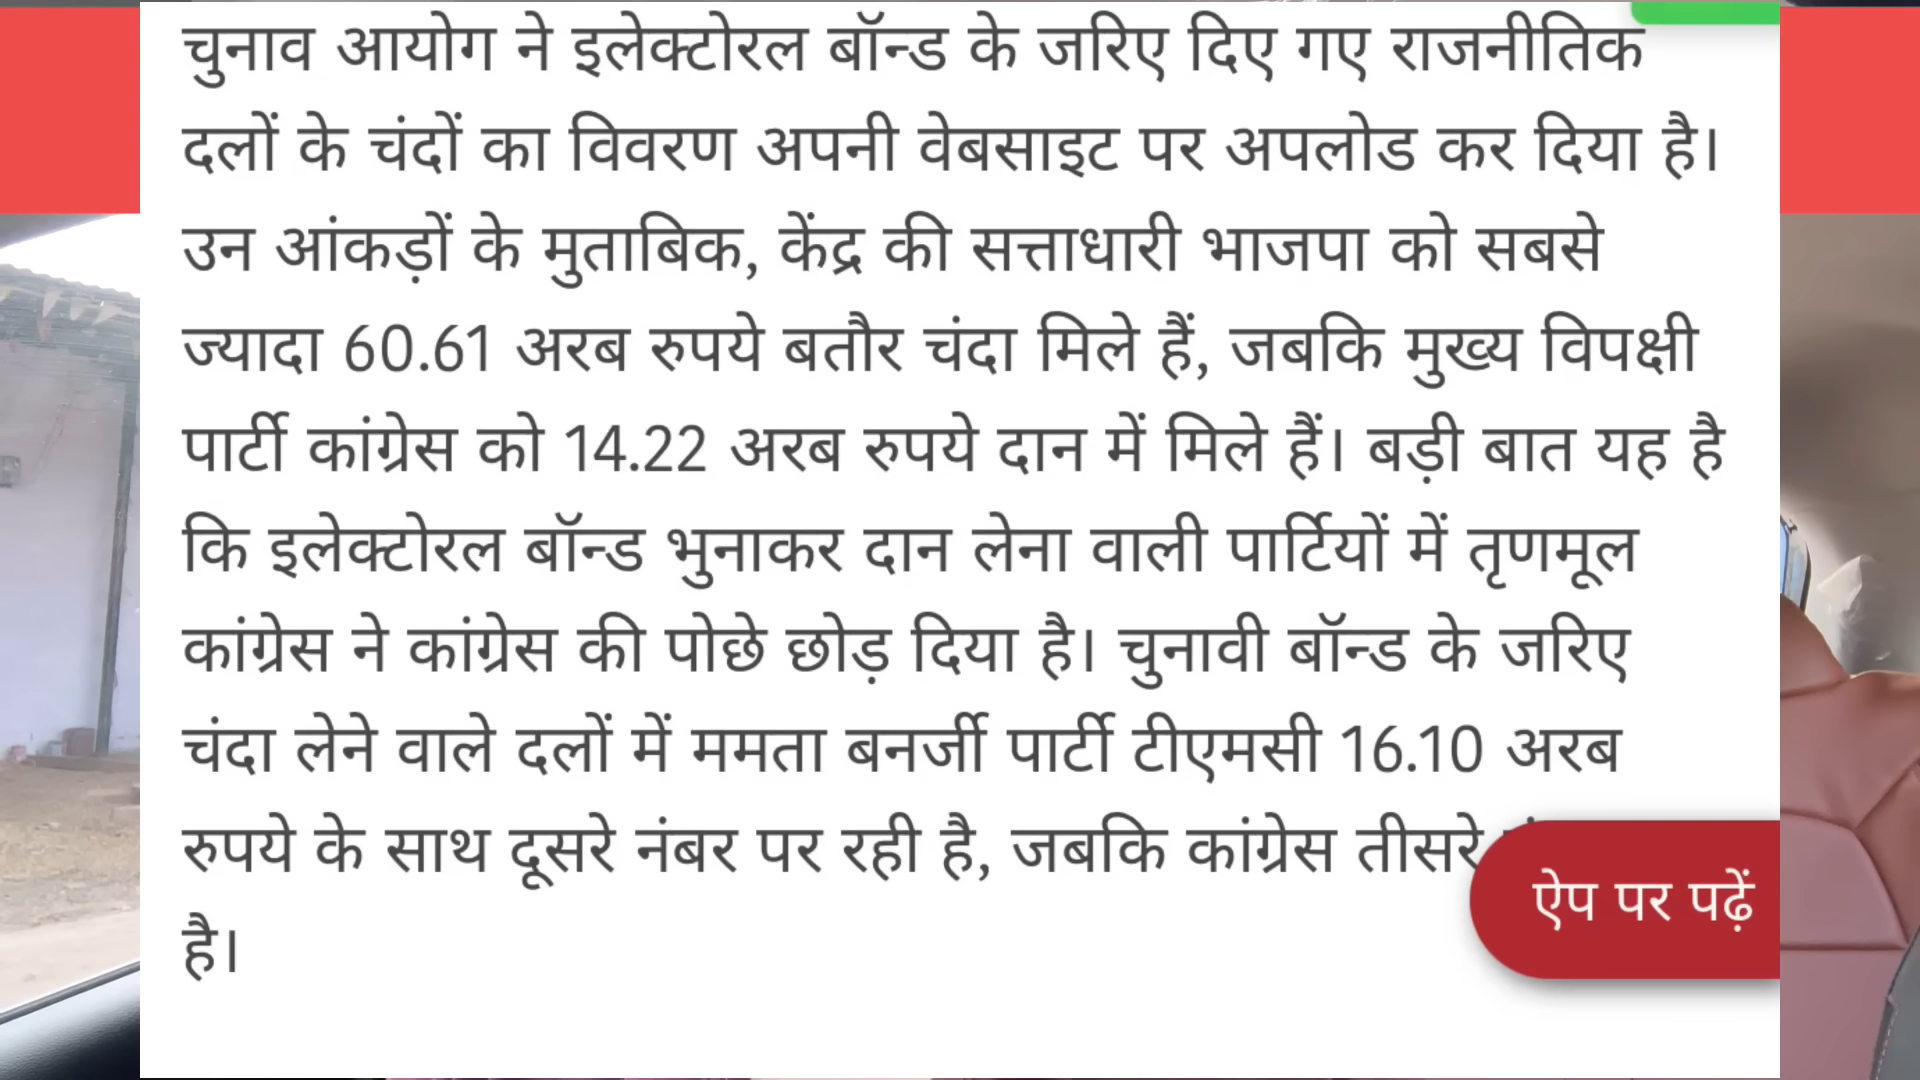 चुनाव आयोग ने इलेक्टोरल बॉन्ड के जरिए दिए गए राजनीतिक
दलों के चंदों का विवरण अपनी वेबसाइट पर अपलोड कर दिया है।
उन आंकड़ों के मुताबिक, केंद्र की सत्ताधारी भाजपा को सबसे
ज्यादा 60.61 अरब रुपये बतौर चंदा मिले हैं, जबकि मुख्य विपक्षी
पार्टी कांग्रेस को 14.22 अरब रुपये दान में मिले हैं। बड़ी बात यह है
कि इलेक्टोरल बॉन्ड भुनाकर दान लेना वाली पार्टियों में तृणमूल
कांग्रेस ने कांग्रेस की पोछे छोड़ दिया है। चुनावी बॉन्ड के जरिए
चंदा लेने वाले दलों में ममता बनर्जी पार्टी टीएमसी 16.10 अरब
रुपये के साथ दूसरे नंबर पर रही है, जबकि कांग्रेस तीसरे
है।
ऐप पर पढ़ें